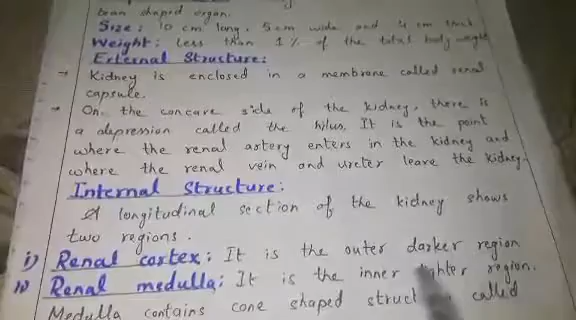 bean shaped organ.
Size: 10 cm long, 5 cm wide and 4 cm thick
Weight: less than 1% of the total body weight
External Structure:
→ Kidney is enclosed in a membrane called renal
capsule.
→ On the concave side of the kidney, there is
a depression called the hilus. It is the point
where the renal artery enters in the kidney and
where the renal vein and ureter leave the kidney.
Internal Structure:
A longitudinal section of the kidney shows
two regions.
i) Renal cortex: It is the outer darker region
ii) Renal medulla: It is the inner lighter region.
Medulla contains cone shaped called